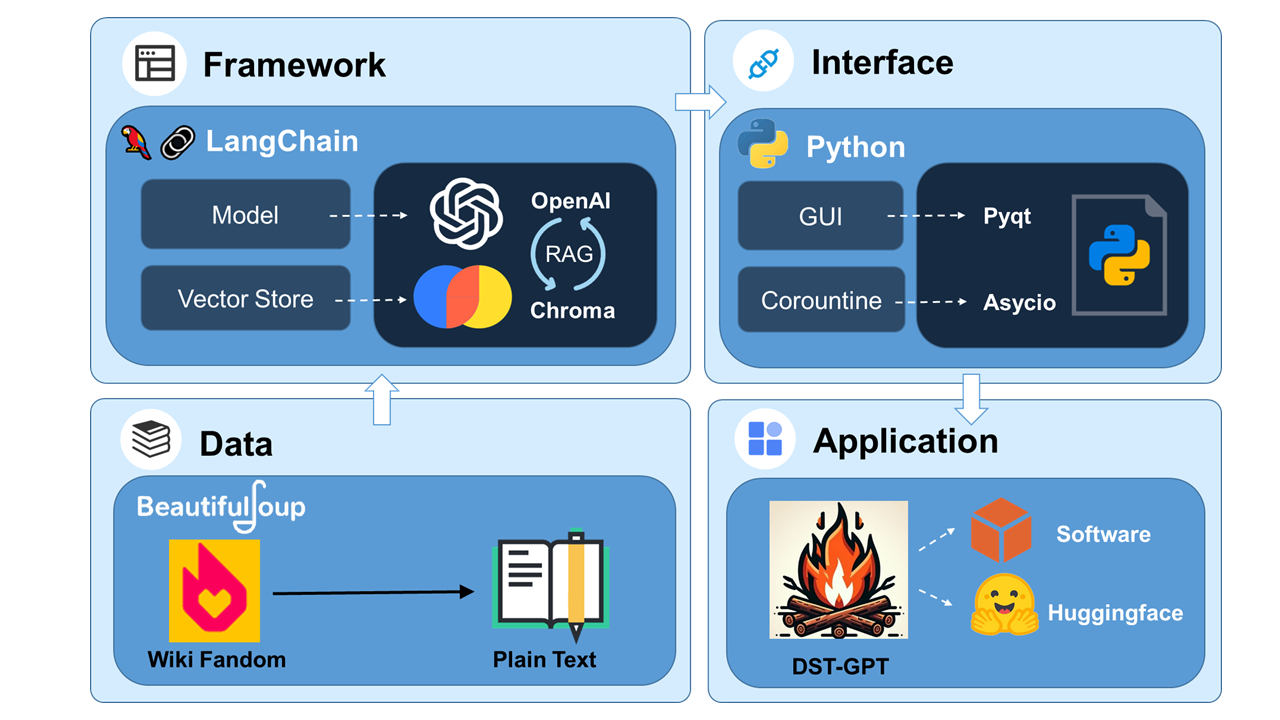 Framework
LangChain
Model
Vector Store
OpenAI
RAG
Chroma
Interface
Python
GUI
Pyqt
Corountine
Asycio
Data
BeautifulSoup
Wiki Fandom
Plain Text
Application
DST-GPT
Software
Huggingface